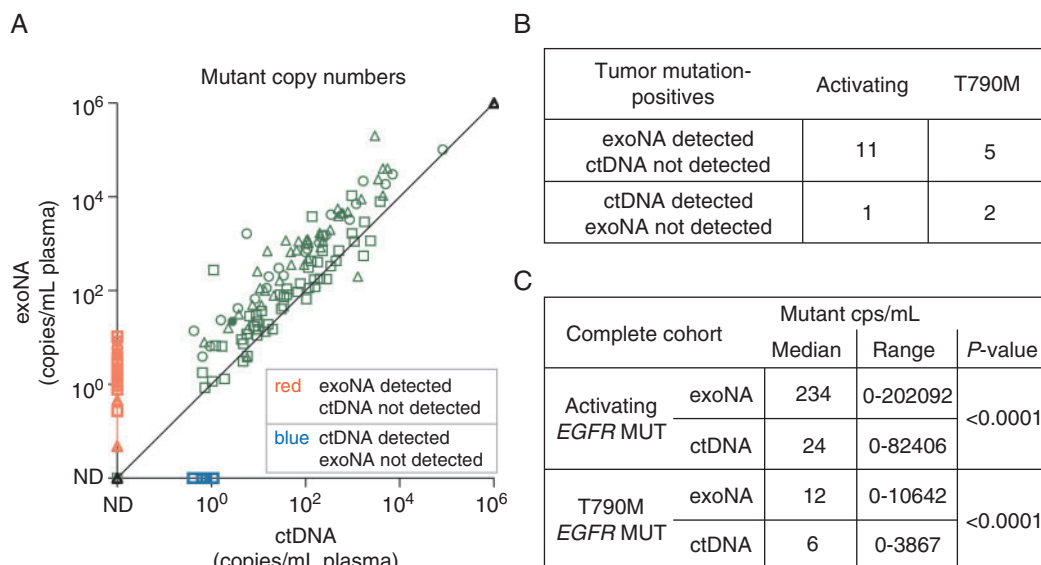 A
Mutant copy numbers
10^6
10^4
10^2
10^0
ND
exoNA
(copies/mL plasma)
red exoNA detected
ctDNA not detected
blue ctDNA detected
exoNA not detected
ND 10^0 10^2 10^4 10^6
ctDNA
(copies/mL plasma)
B
Tumor mutation-
positives
Activating T790M
exoNA detected
ctDNA not detected
11 5
ctDNA detected
exoNA not detected
1 2
C
Complete cohort
Mutant cps/mL
Median Range P-value
Activating
EGFR MUT
exoNA 234 0-202092
<0.0001
ctDNA 24 0-82406
T790M
EGFR MUT
exoNA 12 0-10642
<0.0001
ctDNA 6 0-3867